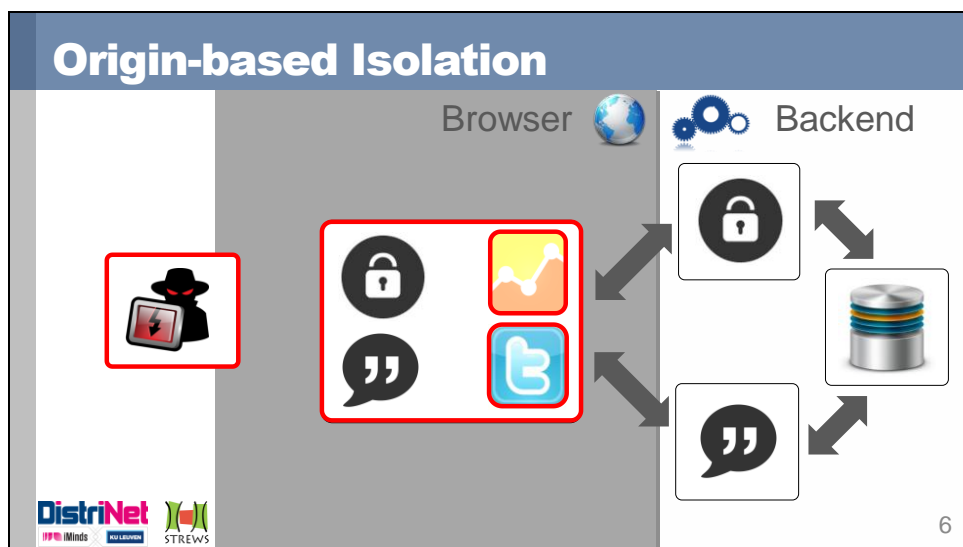 Origin-based Isolation
Browser
Backend
DistriNet
iMinds
KU LEUVEN
STREWS
6